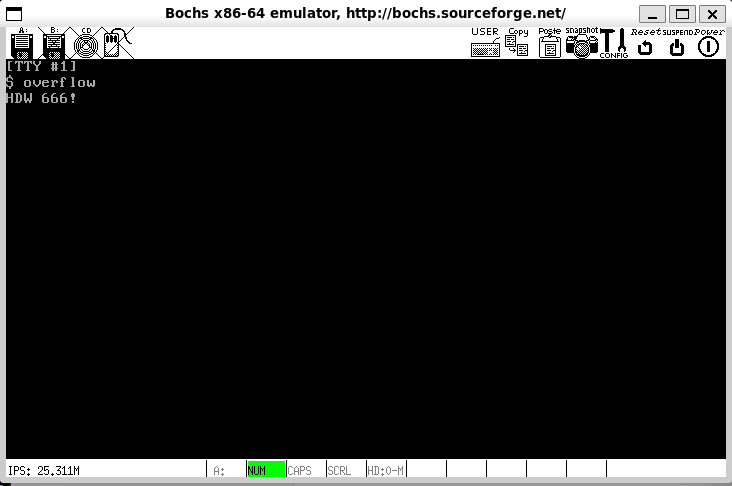 Bochs x86-64 emulator, http://bochs.sourceforge.net/
A: B: CD USER Copy Paste snapshot CONFIG Reset SUSPEND Power
[TTY #1]
$ overflow
HDW 666!
IPS: 25.311M A: NUM CAPS SCRL HD:0-M